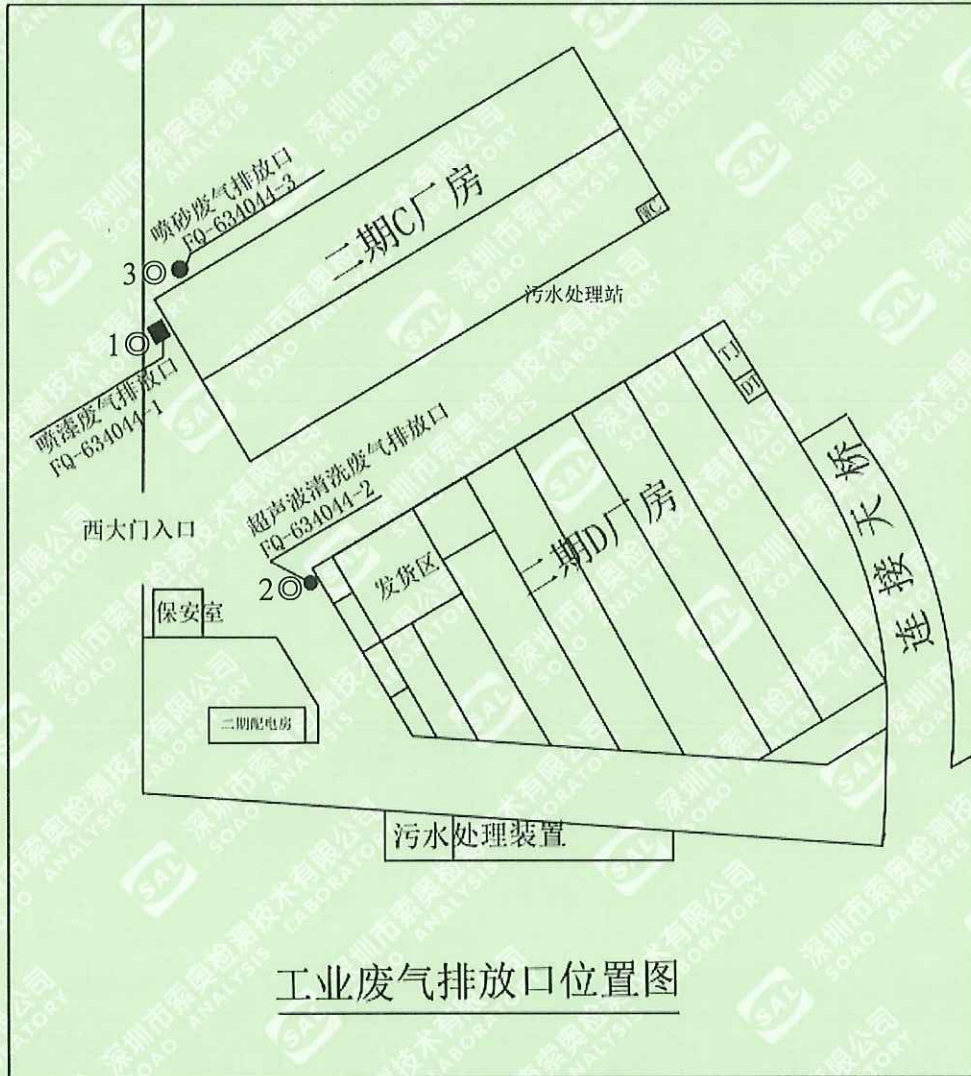 喷砂废气排放口
FQ-634044-3
3
二期C厂房
WC
污水处理站
1
喷漆废气排放口
FQ-634044-1
TJ
DT
超声波清洗废气排放口
FQ-634044-2
西大门入口
2
发货区
二期D厂房
连接天桥
保安室
二期配电房
污水处理装置
工业废气排放口位置图
SAL
深圳市索奥检测技术有限公司
SOAO ANALYSIS LABORATORY